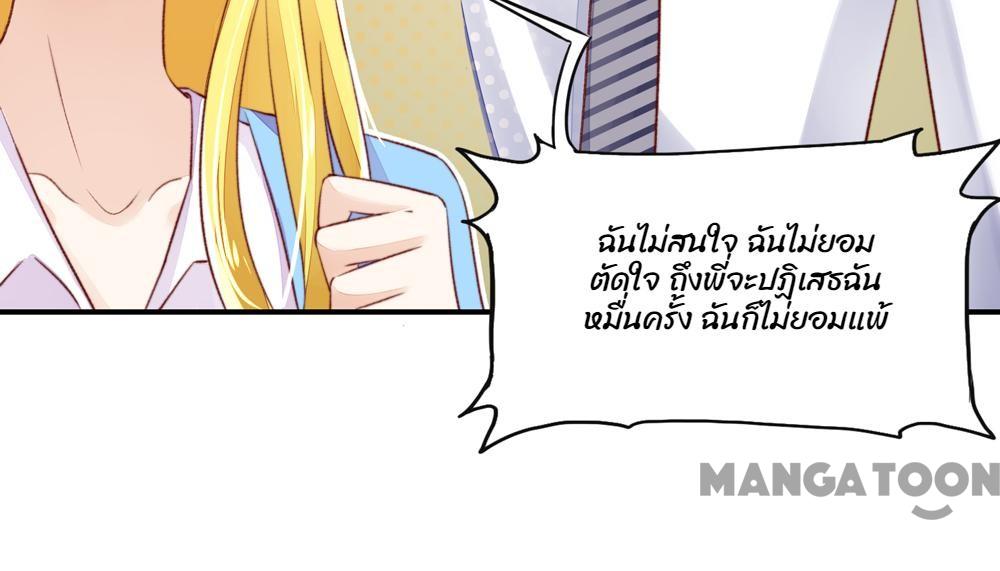 ฉันไม่สนใจ ฉันไม่ยอม
ตัดใจ ถึงพี่จะปฏิเสธฉัน
หมื่นครั้ง ฉันก็ไม่ยอมแพ้
MANGATOON